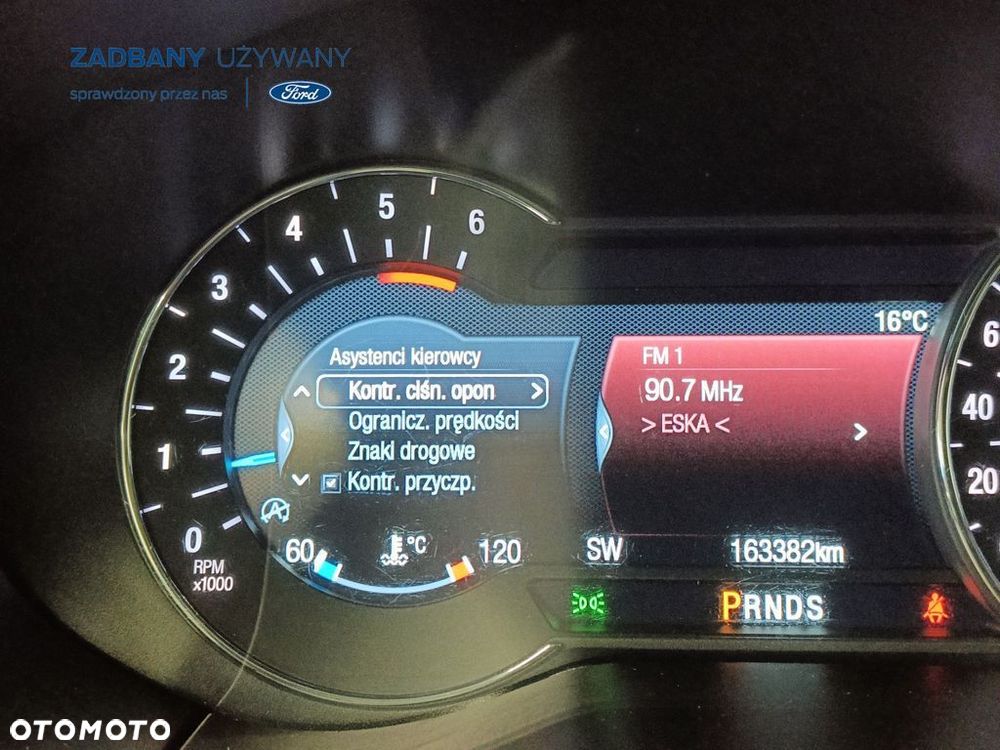 ZADBANY UŻYWANY
sprawdzony przez nas
Ford
0
1
2
3
4
5
6
RPM
x1000
Asystenci kierowcy
Kontr. ciśn. opon
Ogranicz. prędkości
Znaki drogowe
Kontr. przyczp.
A
60
°C
120
16°C
FM 1
90.7 MHz
> ESKA <
SW
163382km
PRNDS
6
40
20
OTOMOTO